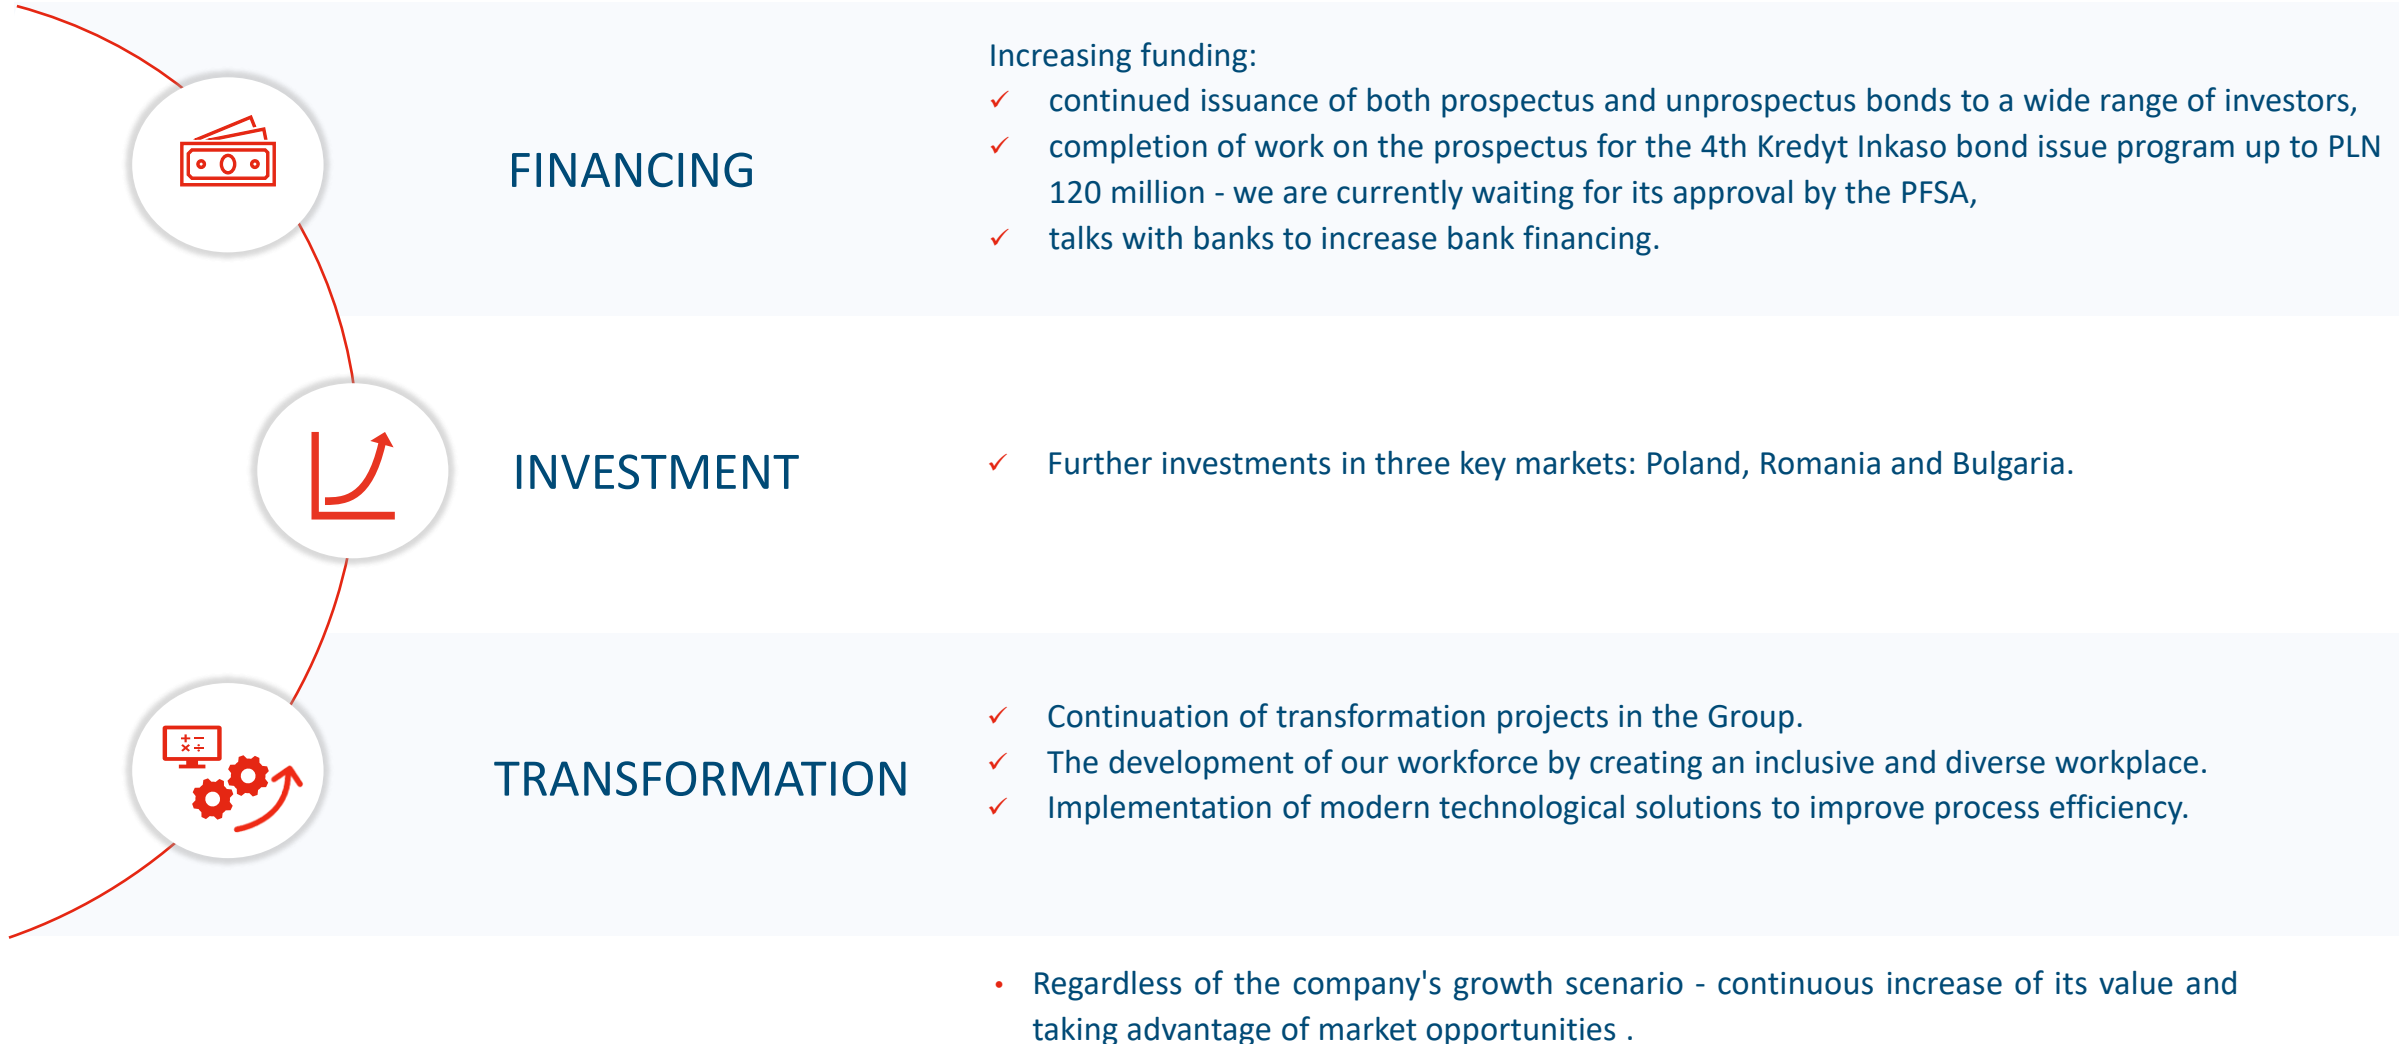 Increasing funding:
✓ continued issuance of both prospectus and unprospectus bonds to a wide range of investors,
✓ completion of work on the prospectus for the 4th Kredyt Inkaso bond issue program up to PLN
120 million - we are currently waiting for its approval by the PFSA,
✓ talks with banks to increase bank financing.
FINANCING
INVESTMENT
✓ Further investments in three key markets: Poland, Romania and Bulgaria.
✓ Continuation of transformation projects in the Group.
✓ The development of our workforce by creating an inclusive and diverse workplace.
✓ Implementation of modern technological solutions to improve process efficiency.
TRANSFORMATION
• Regardless of the company's growth scenario - continuous increase of its value and
taking advantage of market opportunities .